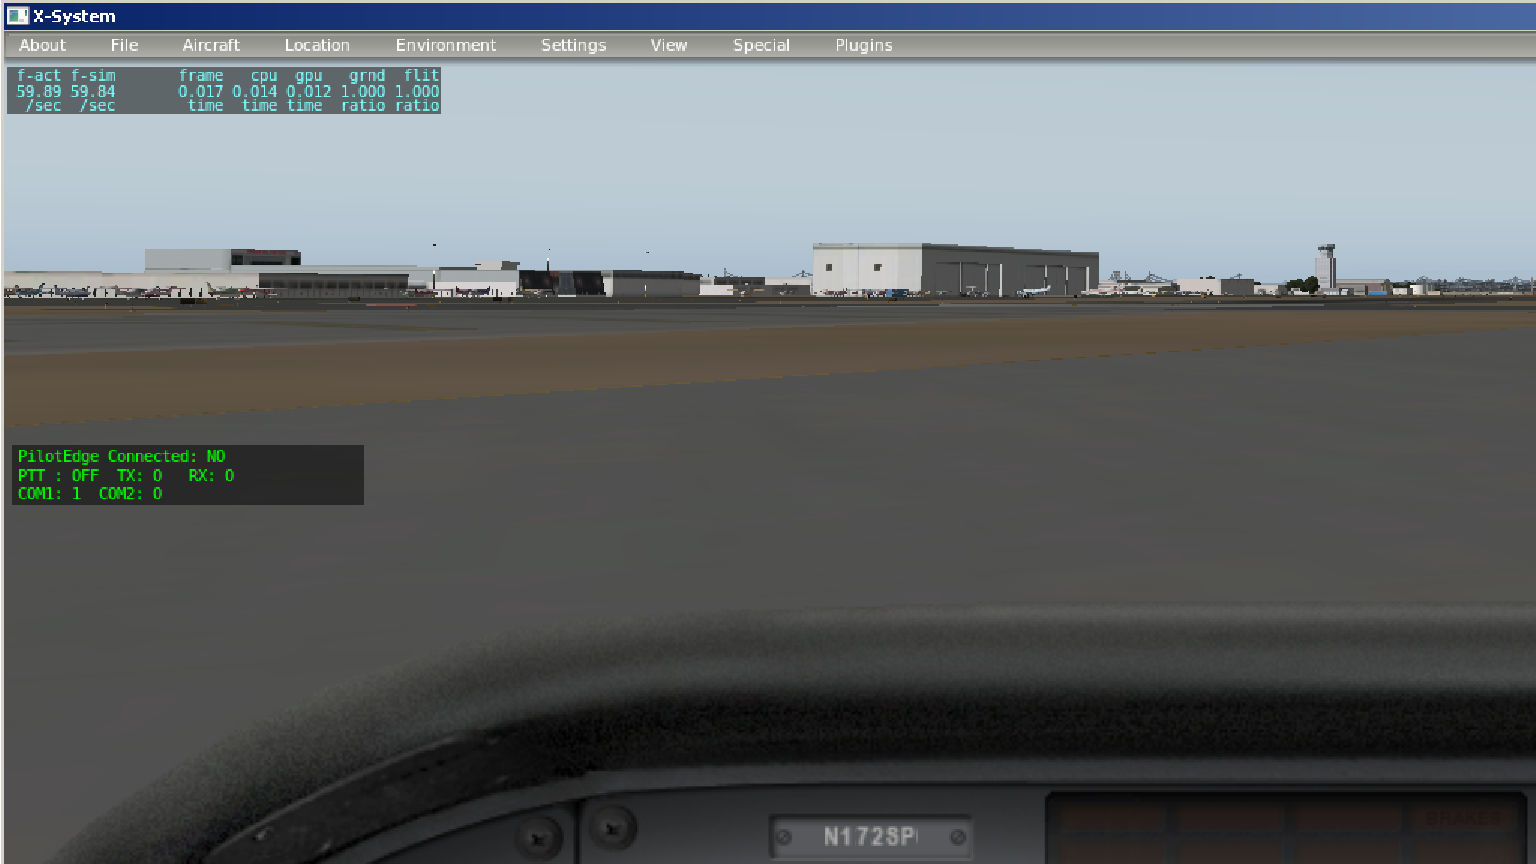 X-System
About File Aircraft Location Environment Settings View Special Plugins
f-act f-sim frame cpu gpu grnd flit
59.89 59.84 0.017 0.014 0.012 1.000 1.000
/sec /sec time time time ratio ratio
PilotEdge Connected: NO
PTT : OFF TX: 0 RX: 0
COM1: 1 COM2: 0
N172SP
BRAKES